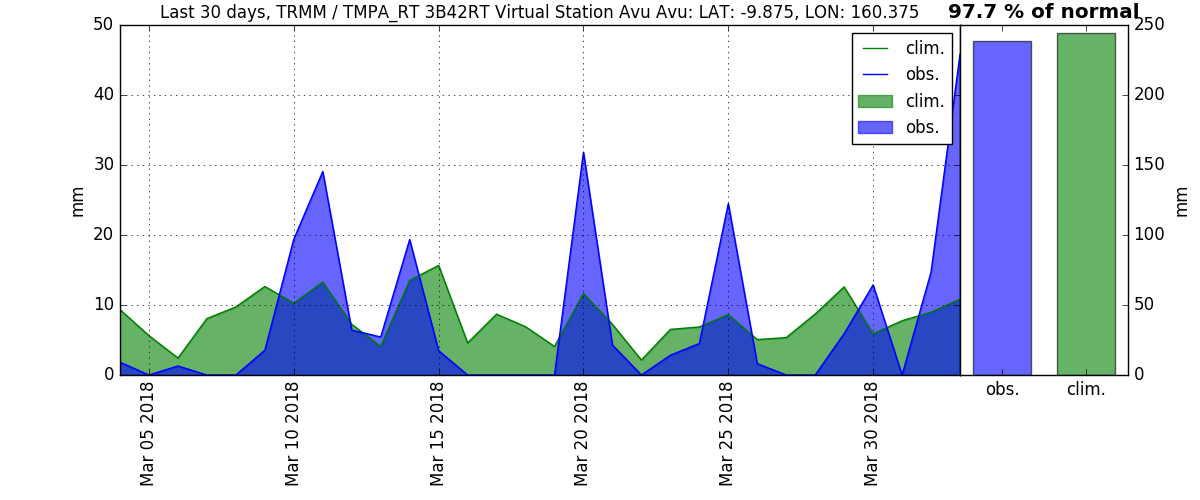 Last 30 days, TRMM / TMPA_RT 3B42RT Virtual Station Avu Avu: LAT: -9.875, LON: 160.375
97.7 % of normal
50
40
30
20
10
0
mm
clim.
obs.
clim.
obs.
Mar 05 2018
Mar 10 2018
Mar 15 2018
Mar 20 2018
Mar 25 2018
Mar 30 2018
obs.
clim.
250
200
150
100
50
0
mm